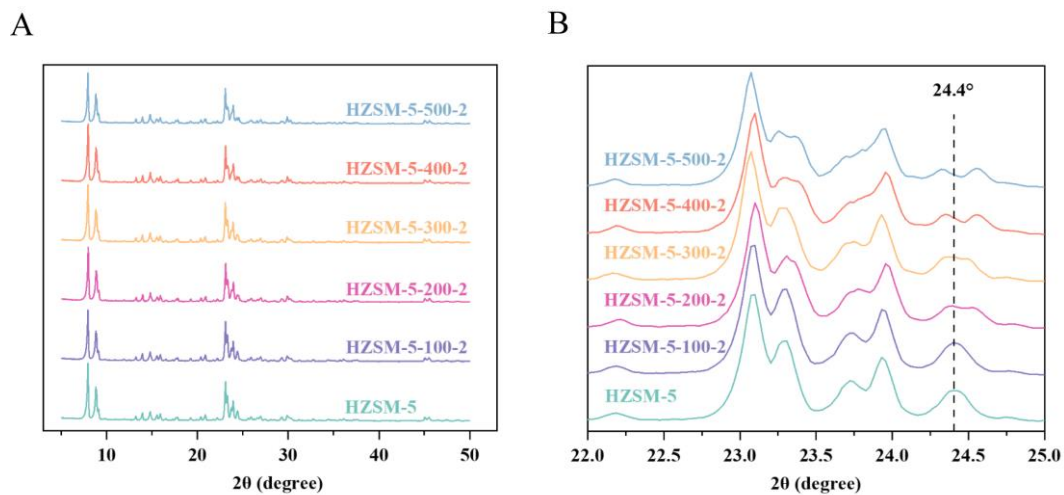 A
HZSM-5-500-2
HZSM-5-400-2
HZSM-5-300-2
HZSM-5-200-2
HZSM-5-100-2
HZSM-5
10 20 30 40 50
2θ (degree)
B
24.4°
HZSM-5-500-2
HZSM-5-400-2
HZSM-5-300-2
HZSM-5-200-2
HZSM-5-100-2
HZSM-5
22.0 22.5 23.0 23.5 24.0 24.5 25.0
2θ (degree)